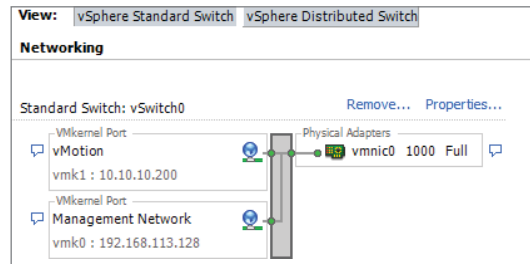 View: vSphere Standard Switch vSphere Distributed Switch
Networking
Standard Switch: vSwitch0 Remove... Properties...
VMkernel Port
vMotion
vmk1 : 10.10.10.200
Physical Adapters
vmnic0 1000 Full
VMkernel Port
Management Network
vmk0 : 192.168.113.128